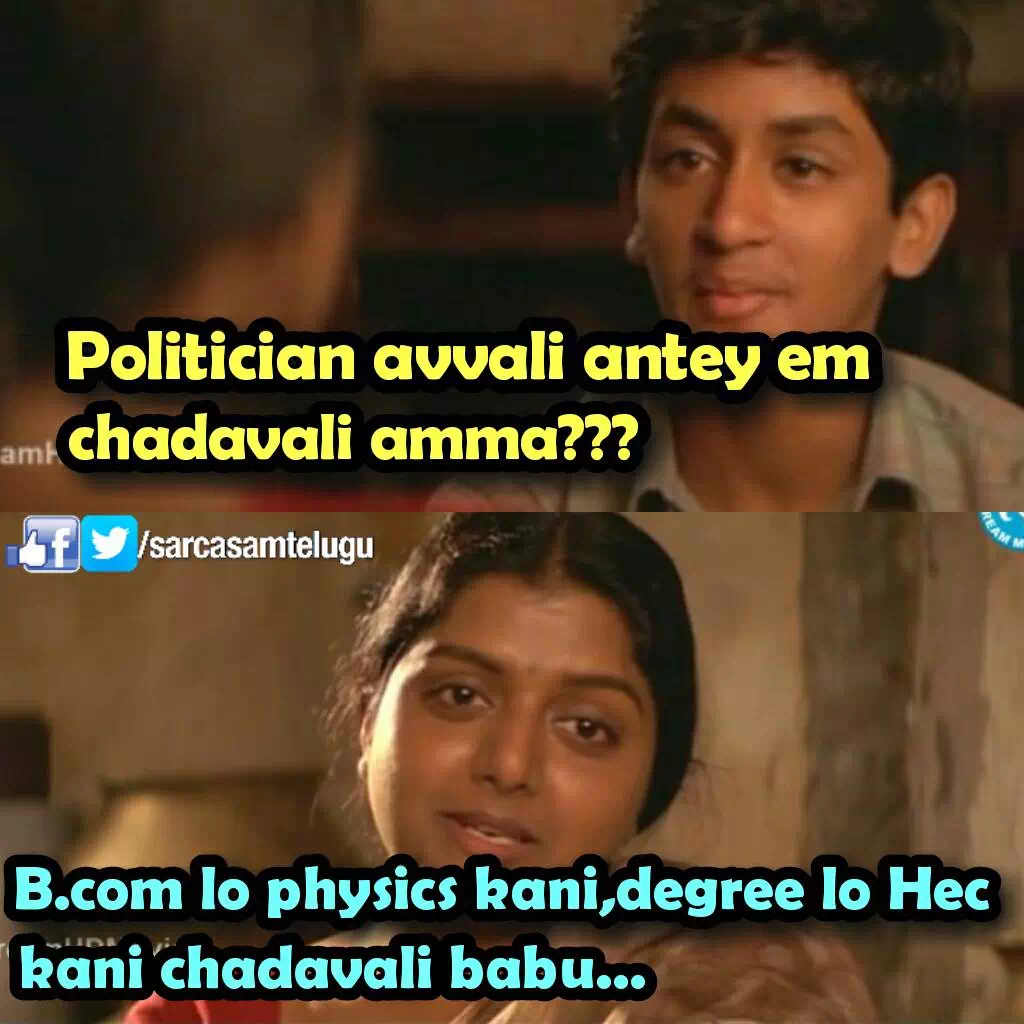 Politician avvali antey em
chadavali amma???
/sarcasamtelugu
B.com lo physics kani,degree lo Hec
kani chadavali babu...